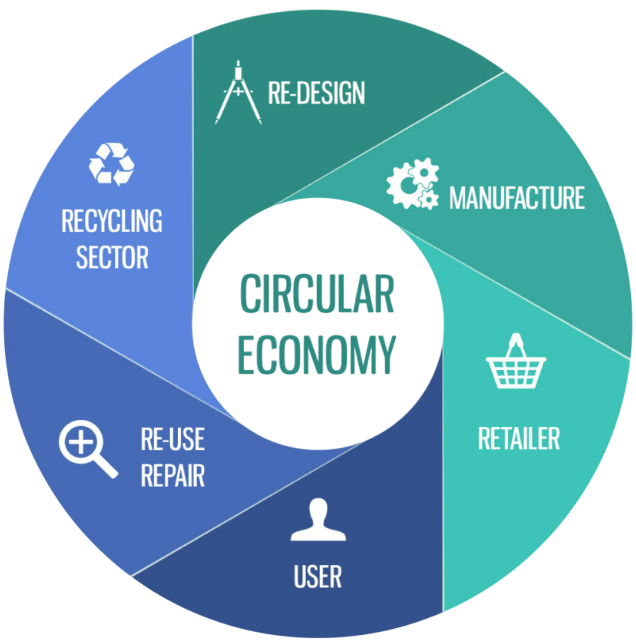 RE-DESIGN
MANUFACTURE
RETAILER
USER
RE-USE
REPAIR
RECYCLING
SECTOR
CIRCULAR
ECONOMY